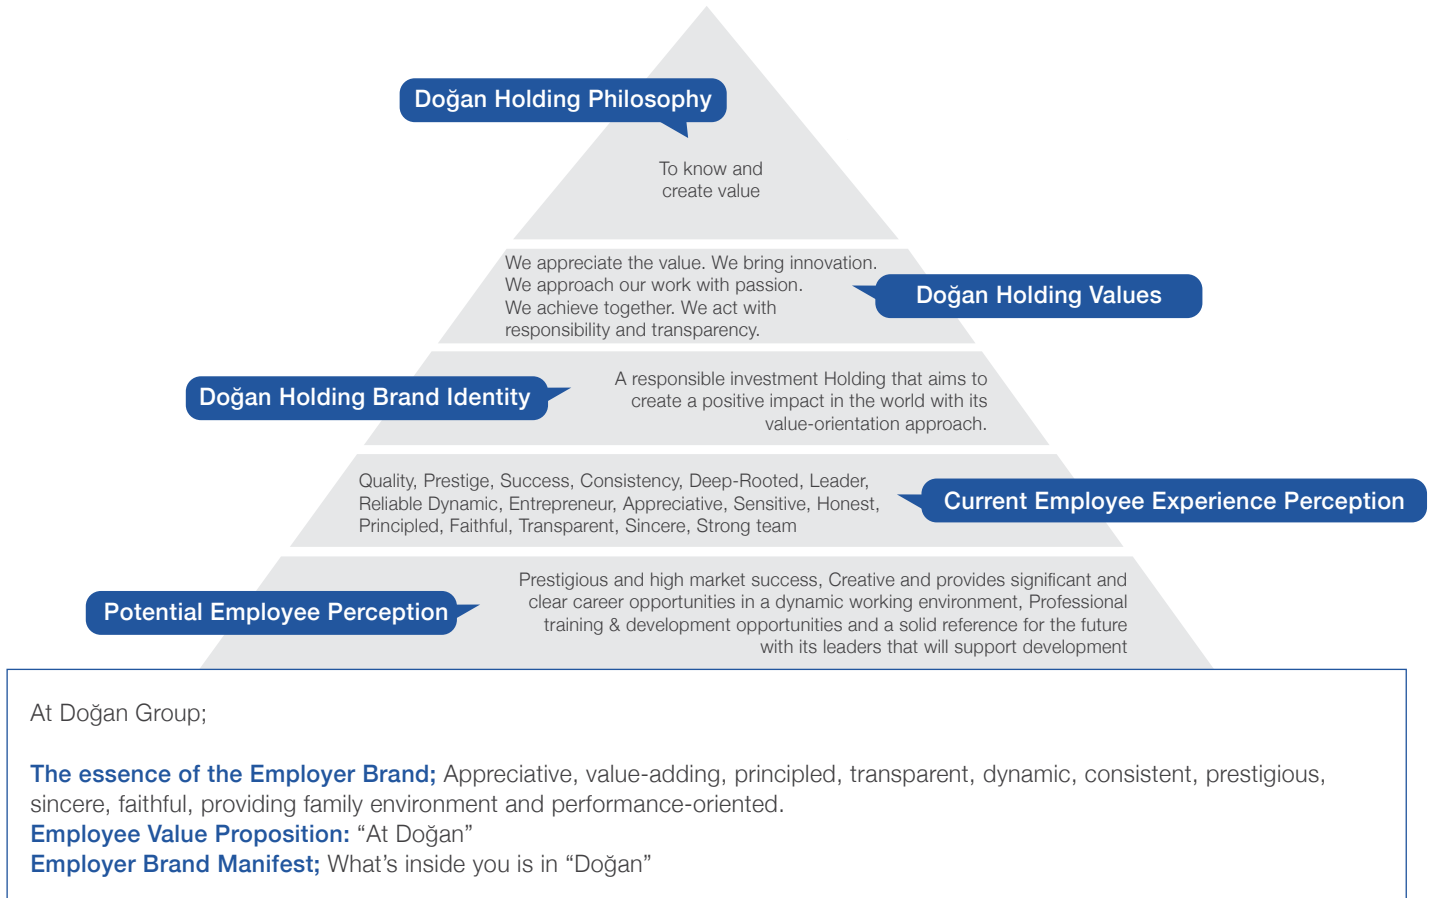 Doğan Holding Philosophy
To know and
create value
We appreciate the value. We bring innovation.
We approach our work with passion.
We achieve together. We act with
responsibility and transparency.
Doğan Holding Values
Doğan Holding Brand Identity
A responsible investment Holding that aims to
create a positive impact in the world with its
value-orientation approach.
Quality, Prestige, Success, Consistency, Deep-Rooted, Leader,
Reliable Dynamic, Entrepreneur, Appreciative, Sensitive, Honest,
Principled, Faithful, Transparent, Sincere, Strong team
Current Employee Experience Perception
Potential Employee Perception
Prestigious and high market success, Creative and provides significant and
clear career opportunities in a dynamic working environment, Professional
training & development opportunities and a solid reference for the future
with its leaders that will support development
At Doğan Group;
The essence of the Employer Brand; Appreciative, value-adding, principled, transparent, dynamic, consistent, prestigious,
sincere, faithful, providing family environment and performance-oriented.
Employee Value Proposition: “At Doğan”
Employer Brand Manifest; What’s inside you is in “Doğan”